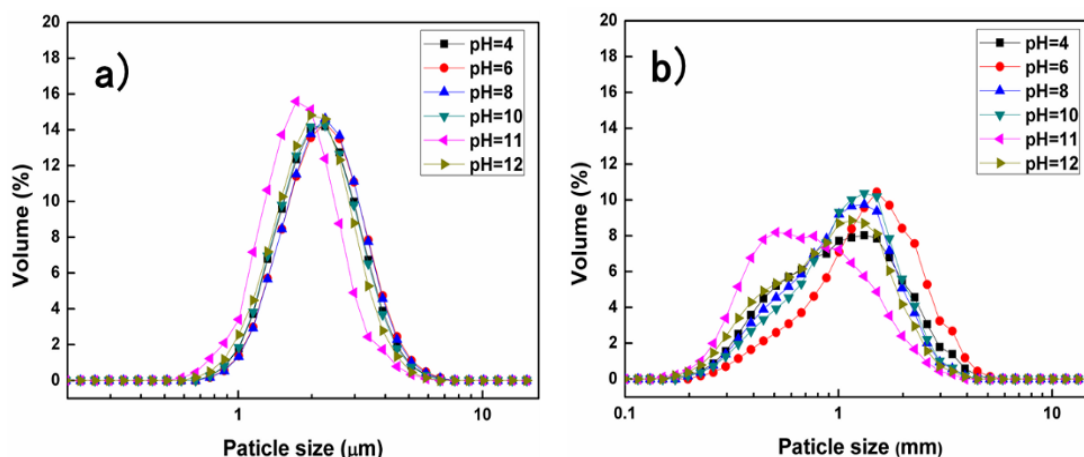 a)
Volume (%)
20
18
16
14
12
10
8
6
4
2
0
pH=4
pH=6
pH=8
pH=10
pH=11
pH=12
1
10
Paticle size (μm)
b)
Volume (%)
20
18
16
14
12
10
8
6
4
2
0
pH=4
pH=6
pH=8
pH=10
pH=11
pH=12
0.1
1
10
Paticle size (mm)